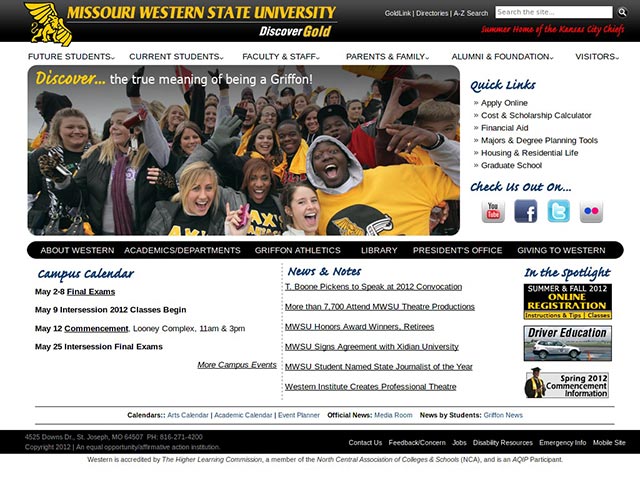 MISSOURI WESTERN STATE UNIVERSITY
Discover Gold
GoldLink | Directories | A-Z Search
Search the site...
Summer Home of the Kansas City Chiefs
FUTURE STUDENTS
CURRENT STUDENTS
FACULTY & STAFF
PARENTS & FAMILY
ALUMNI & FOUNDATION
VISITORS
Discover... the true meaning of being a Griffon!
Quick Links
» Apply Online
» Cost & Scholarship Calculator
» Financial Aid
» Majors & Degree Planning Tools
» Housing & Residential Life
» Graduate School
Check Us Out On...
You Tube
ABOUT WESTERN
ACADEMICS/DEPARTMENTS
GRIFFON ATHLETICS
LIBRARY
PRESIDENT'S OFFICE
GIVING TO WESTERN
Campus Calendar
May 2-8 Final Exams
May 9 Intersession 2012 Classes Begin
May 12 Commencement, Looney Complex, 11am & 3pm
May 25 Intersession Final Exams
More Campus Events
News & Notes
T. Boone Pickens to Speak at 2012 Convocation
More than 7,700 Attend MWSU Theatre Productions
MWSU Honors Award Winners, Retirees
MWSU Signs Agreement with Xidian University
MWSU Student Named State Journalist of the Year
Western Institute Creates Professional Theatre
In the Spotlight
SUMMER & FALL 2012
ONLINE
REGISTRATION
Instructions & Tips | Classes
Driver Education
Spring 2012
Commencement
Information
Calendars:: Arts Calendar | Academic Calendar | Event Planner Official News: Media Room News by Students: Griffon News
4525 Downs Dr., St. Joseph, MO 64507 PH: 816-271-4200
Copyright 2012 | An equal opportunity/affirmative action institution.
Contact Us
Feedback/Concern
Jobs
Disability Resources
Emergency Info
Mobile Site
Western is accredited by The Higher Learning Commission, a member of the North Central Association of Colleges & Schools (NCA), and is an AQIP Participant.